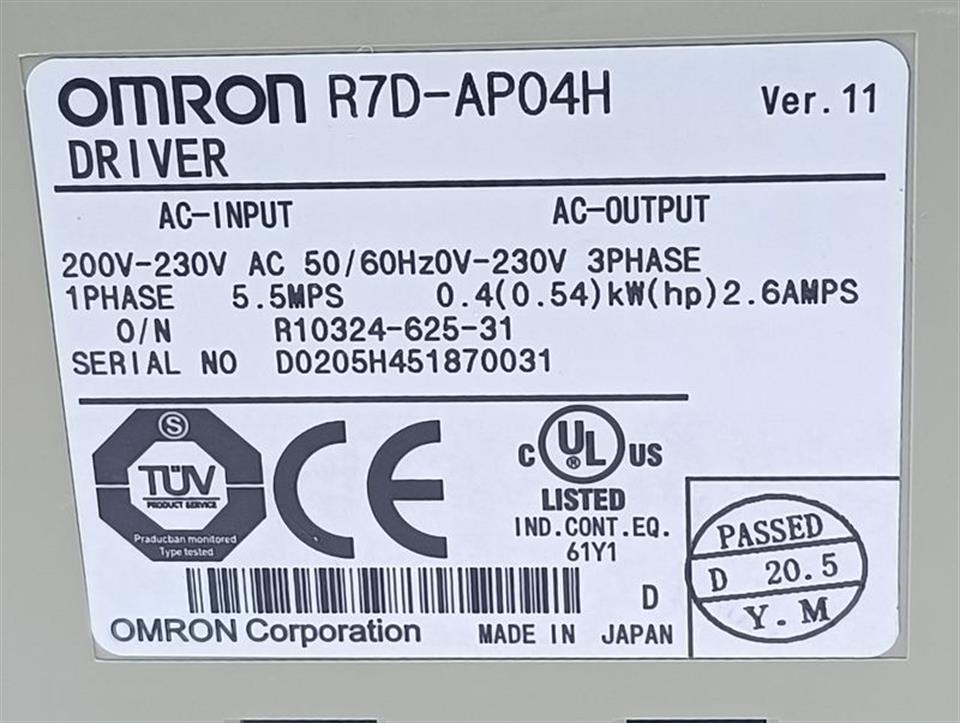 OMRON R7D-AP04H Ver.11
DRIVER
AC-INPUT AC-OUTPUT
200V-230V AC 50/60Hz0V-230V 3PHASE
1PHASE 5.5MPS 0.4(0.54)kW(hp)2.6AMPS
O/N R10324-625-31
SERIAL NO D0205H451870031
S
TÜV
PRODUCT SERVICE
Praducban monitored
Type tested
CE
C UL ® US
LISTED
IND.CONT.EQ.
61Y1
D
OMRON Corporation MADE IN JAPAN
PASSED
D 20.5
Y.M